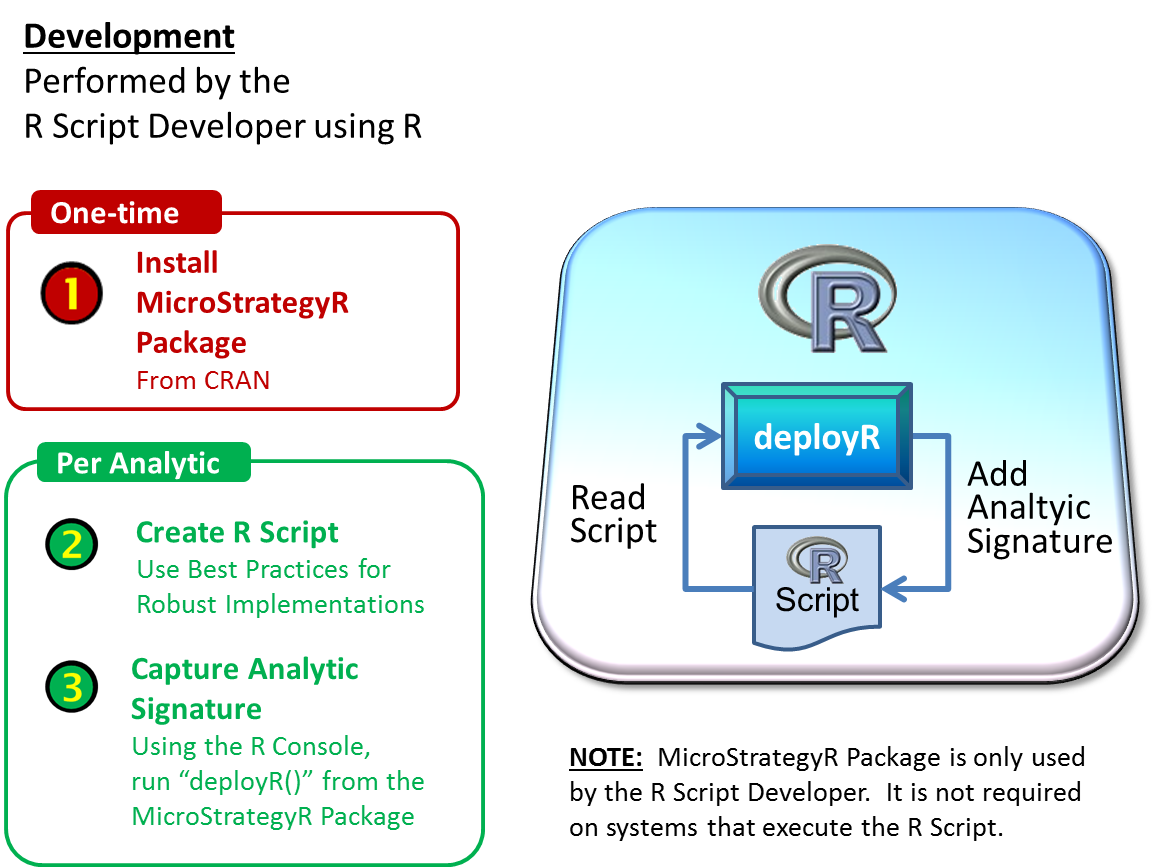 Development
Performed by the
R Script Developer using R
One-time
1
Install
MicroStrategyR
Package
From CRAN
Per Analytic
2
Create R Script
Use Best Practices for
Robust Implementations
3
Capture Analytic
Signature
Using the R Console,
run “deployR()” from the
MicroStrategyR Package
R
deployR
Read
Script
Add
Analtyic
Signature
R
Script
NOTE:  MicroStrategyR Package is only used
by the R Script Developer.  It is not required
on systems that execute the R Script.